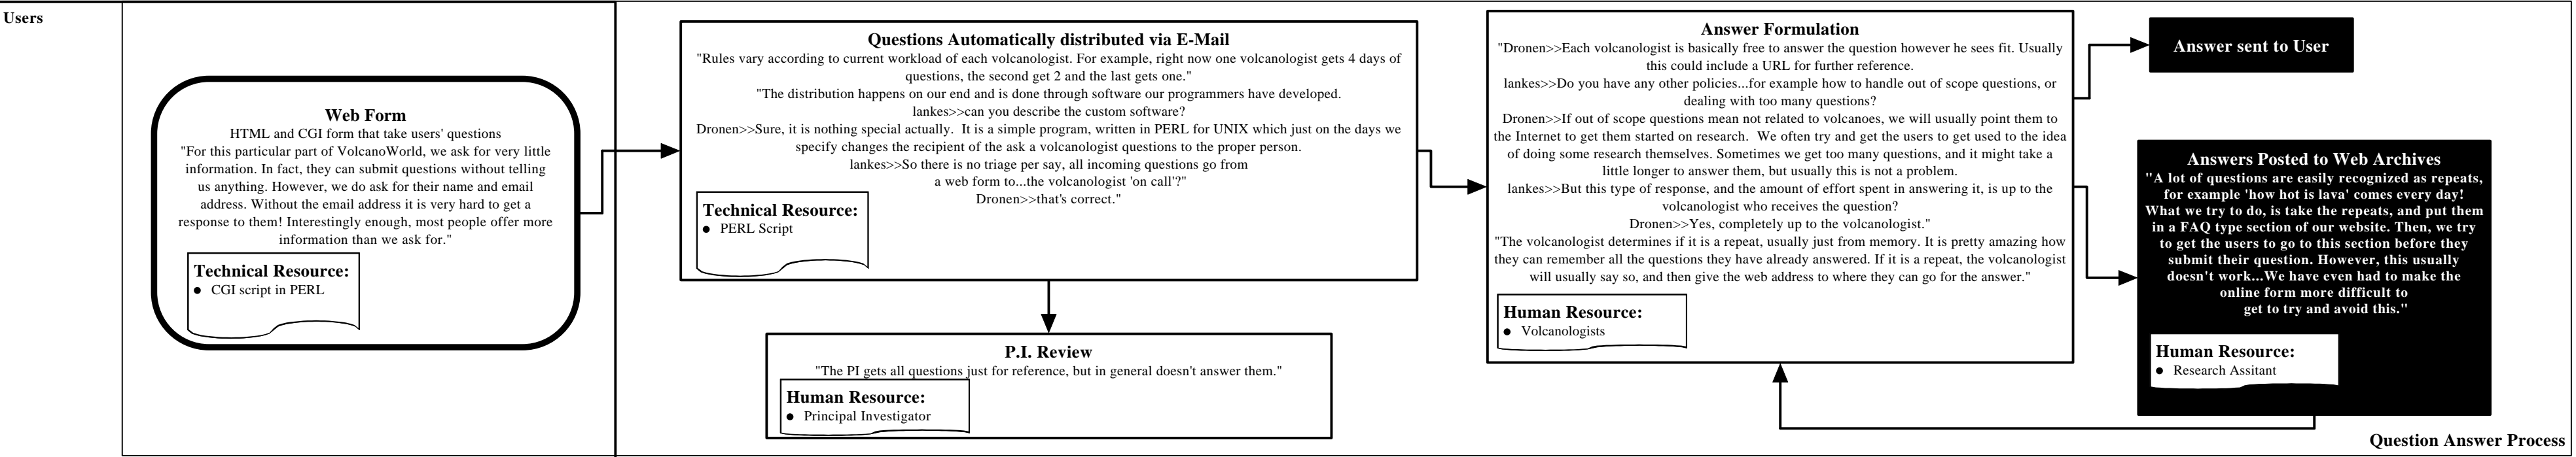 Users
Web Form
HTML and CGI form that take users' questions
"For this particular part of VolcanoWorld, we ask for very little
information. In fact, they can submit questions without telling
us anything. However, we do ask for their name and email
address. Without the email address it is very hard to get a
response to them! Interestingly enough, most people offer more
information than we ask for."
Technical Resource:
● CGI script in PERL
Questions Automatically distributed via E-Mail
"Rules vary according to current workload of each volcanologist. For example, right now one volcanologist gets 4 days of
questions, the second get 2 and the last gets one."
"The distribution happens on our end and is done through software our programmers have developed.
lankes>>can you describe the custom software?
Dronen>>Sure, it is nothing special actually.  It is a simple program, written in PERL for UNIX which just on the days we
specify changes the recipient of the ask a volcanologist questions to the proper person.
lankes>>So there is no triage per say, all incoming questions go from
a web form to...the volcanologist 'on call'?"
Dronen>>that's correct."
Technical Resource:
● PERL Script
P.I. Review
"The PI gets all questions just for reference, but in general doesn't answer them."
Human Resource:
● Principal Investigator
Answer Formulation
"Dronen>>Each volcanologist is basically free to answer the question however he sees fit. Usually
this could include a URL for further reference.
lankes>>Do you have any other policies...for example how to handle out of scope questions, or
dealing with too many questions?
Dronen>>If out of scope questions mean not related to volcanoes, we will usually point them to
the Internet to get them started on research.  We often try and get the users to get used to the idea
of doing some research themselves. Sometimes we get too many questions, and it might take a
little longer to answer them, but usually this is not a problem.
lankes>>But this type of response, and the amount of effort spent in answering it, is up to the
volcanologist who receives the question?
Dronen>>Yes, completely up to the volcanologist."
"The volcanologist determines if it is a repeat, usually just from memory. It is pretty amazing how
they can remember all the questions they have already answered. If it is a repeat, the volcanologist
will usually say so, and then give the web address to where they can go for the answer."
Human Resource:
● Volcanologists
Answer sent to User
Answers Posted to Web Archives
"A lot of questions are easily recognized as repeats,
for example 'how hot is lava' comes every day!
What we try to do, is take the repeats, and put them
in a FAQ type section of our website. Then, we try
to get the users to go to this section before they
submit their question. However, this usually
doesn't work...We have even had to make the
online form more difficult to
get to try and avoid this."
Human Resource:
● Research Assitant
Question Answer Process